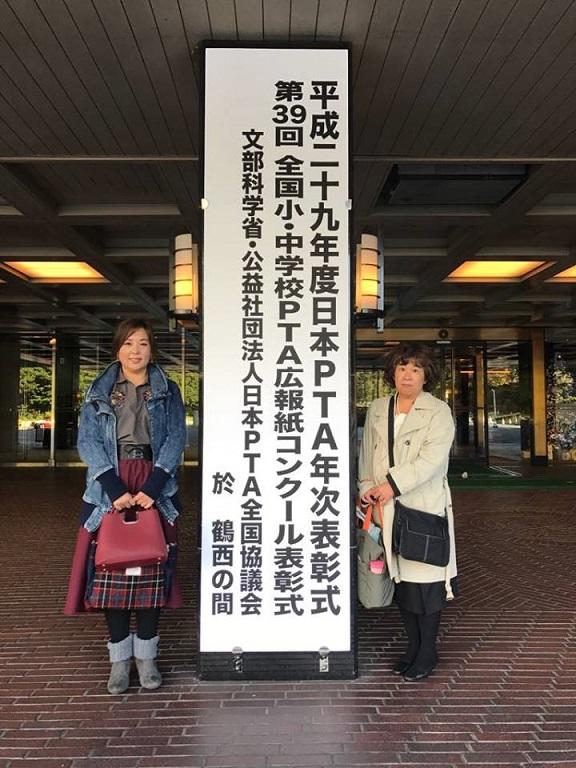 平成二十九年度日本PTA年次表彰式
第39回 全国小・中学校PTA広報紙コンクール表彰式
文部科学省・公益社団法人日本PTA全国協議会
於 鶴西の間